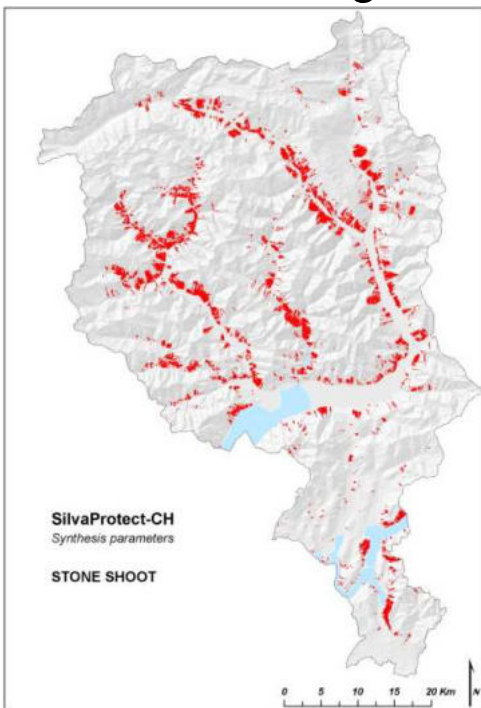 SilvaProtect-CH
Synthesis parameters
STONE SHOOT
0 5 10 15 20 Km
N